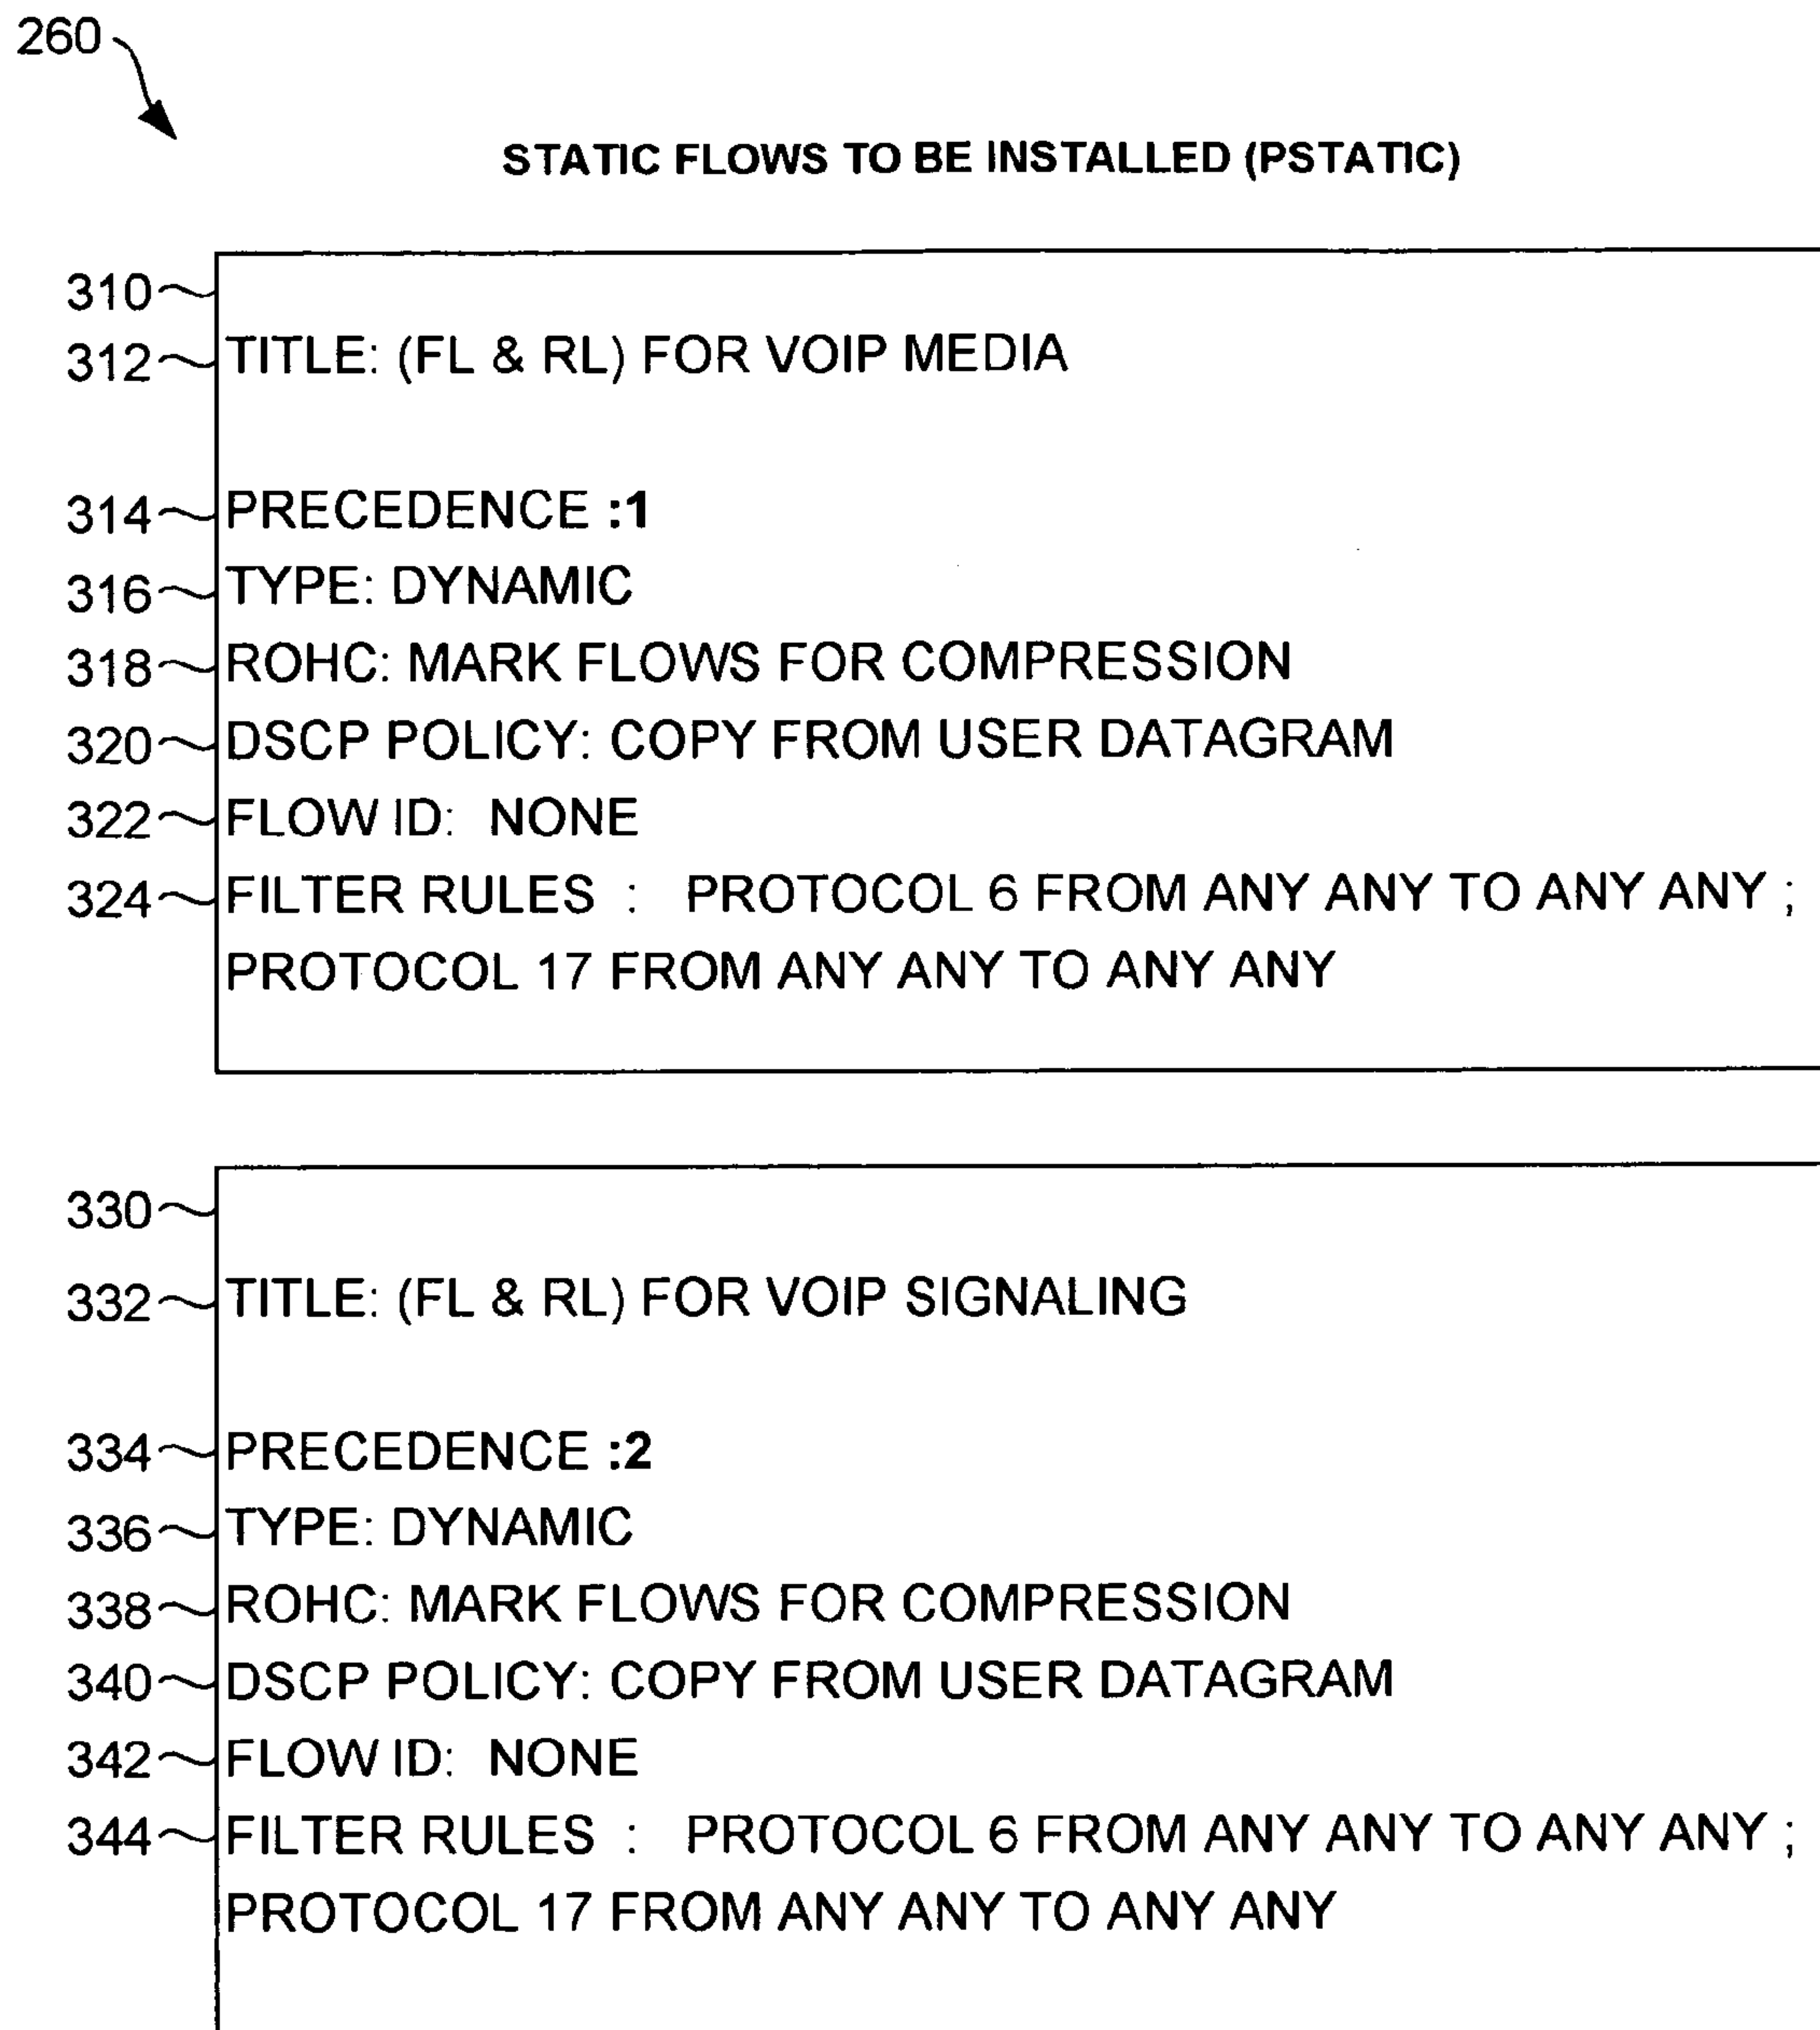 260
STATIC FLOWS TO BE INSTALLED (PSTATIC)
310
312 TITLE: (FL & RL) FOR VOIP MEDIA
314 PRECEDENCE :1
316 TYPE: DYNAMIC
318 ROHC: MARK FLOWS FOR COMPRESSION
320 DSCP POLICY: COPY FROM USER DATAGRAM
322 FLOW ID: NONE
324 FILTER RULES : PROTOCOL 6 FROM ANY ANY TO ANY ANY ;
PROTOCOL 17 FROM ANY ANY TO ANY ANY
330
332 TITLE: (FL & RL) FOR VOIP SIGNALING
334 PRECEDENCE :2
336 TYPE: DYNAMIC
338 ROHC: MARK FLOWS FOR COMPRESSION
340 DSCP POLICY: COPY FROM USER DATAGRAM
342 FLOW ID: NONE
344 FILTER RULES : PROTOCOL 6 FROM ANY ANY TO ANY ANY ;
PROTOCOL 17 FROM ANY ANY TO ANY ANY